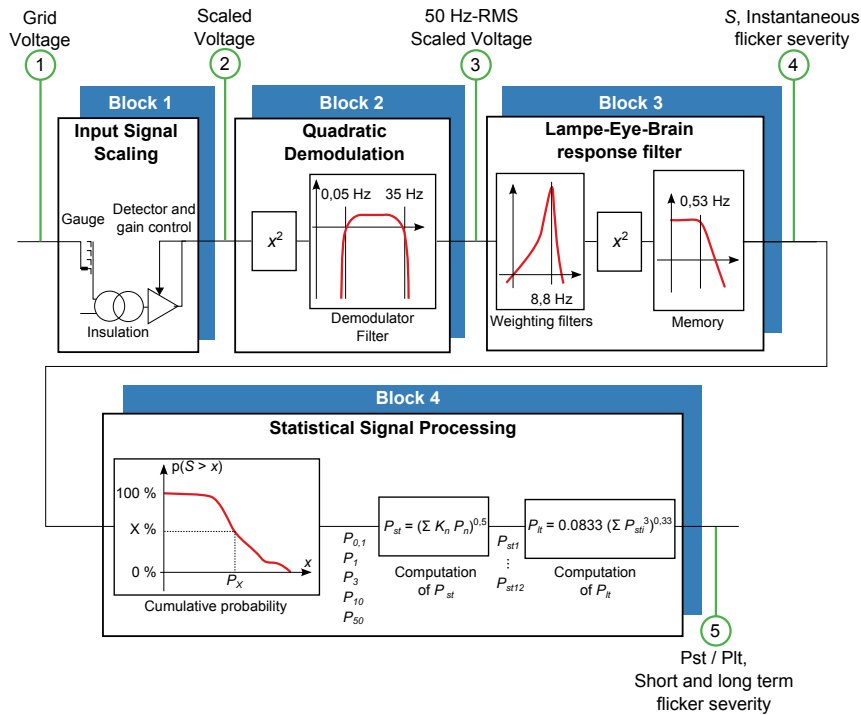 Grid
Voltage
1
Scaled
Voltage
2
50 Hz-RMS
Scaled Voltage
3
S, Instantaneous
flicker severity
4
Block 1
Input Signal
Scaling
Gauge
Detector and
gain control
Insulation
Block 2
Quadratic
Demodulation
x²
0,05 Hz
35 Hz
Demodulator
Filter
Block 3
Lampe-Eye-Brain
response filter
8,8 Hz
Weighting filters
x²
0,53 Hz
Memory
Block 4
Statistical Signal Processing
p(S > x)
100 %
X %
0 %
Pₓ
x
Cumulative probability
P0,1
P1
P3
P10
P50
Pst = (Σ Kn Pn)^0,5
Computation
of Pst
Pst1
⋮
Pst12
Plt = 0.0833 (Σ Psti³)^0,33
Computation
of Plt
5
Pst / Plt,
Short and long term
flicker severity